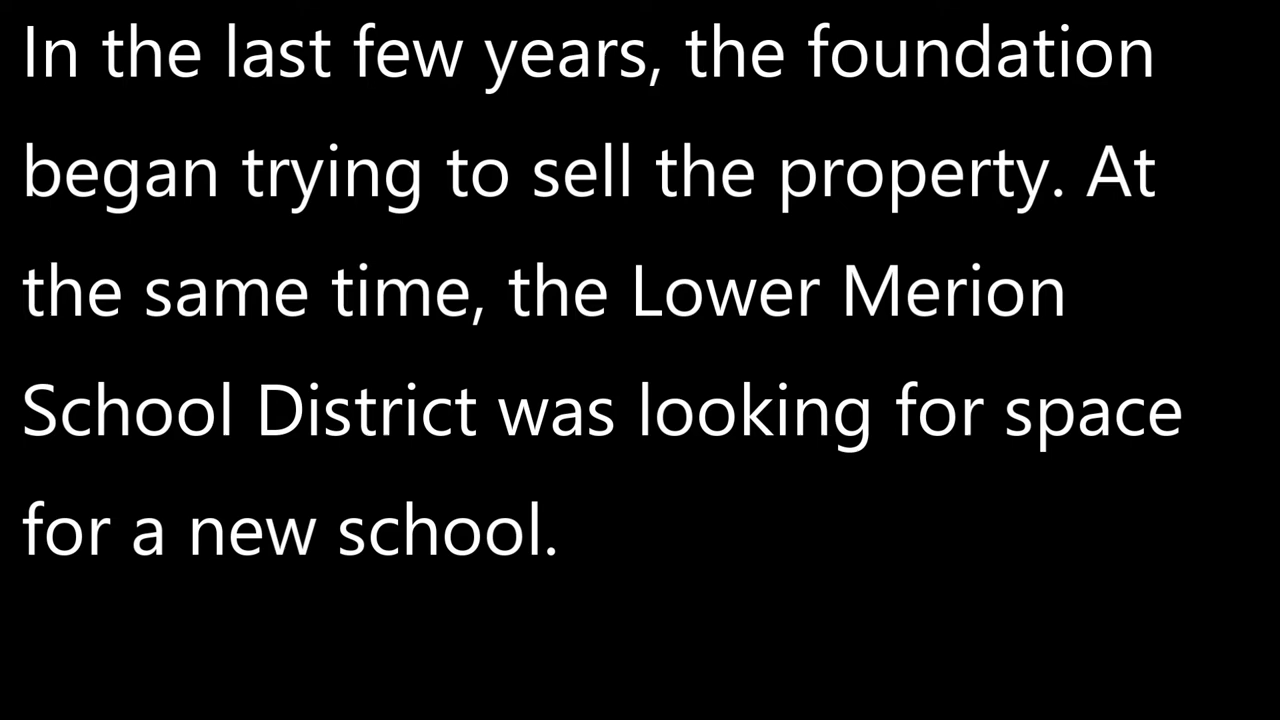 In the last few years, the foundation
began trying to sell the property. At
the same time, the Lower Merion
School District was looking for space
for a new school.